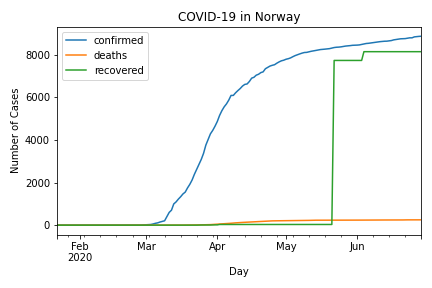 COVID-19 in Norway
confirmed
deaths
recovered
Number of Cases
8000
6000
4000
2000
0
Feb Mar Apr May Jun
2020
Day